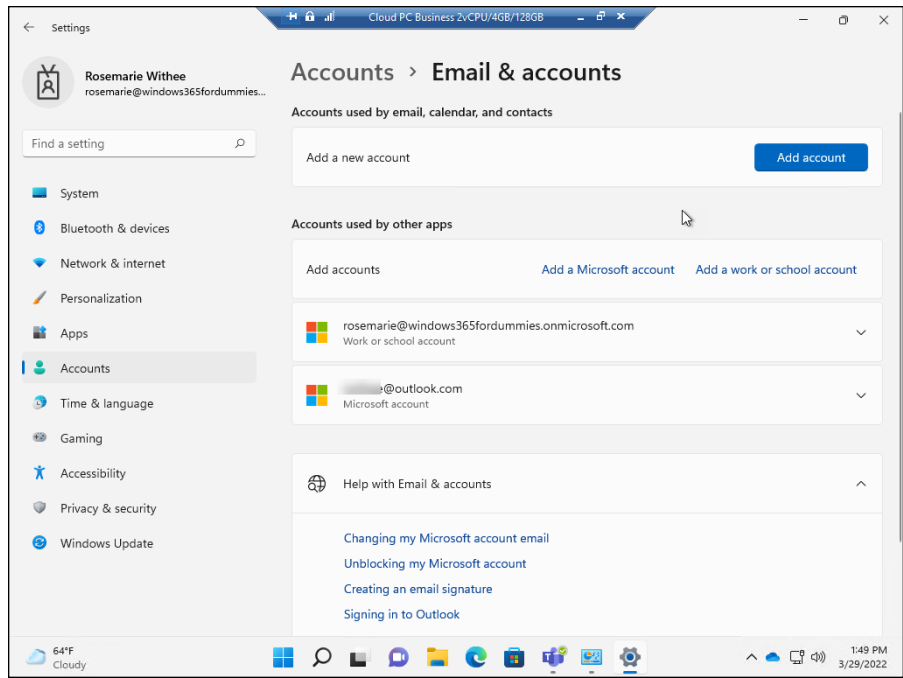 Settings
Cloud PC Business 2vCPU/4GB/128GB
Rosemarie Withee
rosemarie@windows365fordummies...
Find a setting
System
Bluetooth & devices
Network & internet
Personalization
Apps
Accounts
Time & language
Gaming
Accessibility
Privacy & security
Windows Update
Accounts > Email & accounts
Accounts used by email, calendar, and contacts
Add a new account Add account
Accounts used by other apps
Add accounts Add a Microsoft account Add a work or school account
rosemarie@windows365fordummies.onmicrosoft.com
Work or school account
e@outlook.com
Microsoft account
Help with Email & accounts
Changing my Microsoft account email
Unblocking my Microsoft account
Creating an email signature
Signing in to Outlook
64°F
Cloudy
1:49 PM
3/29/2022